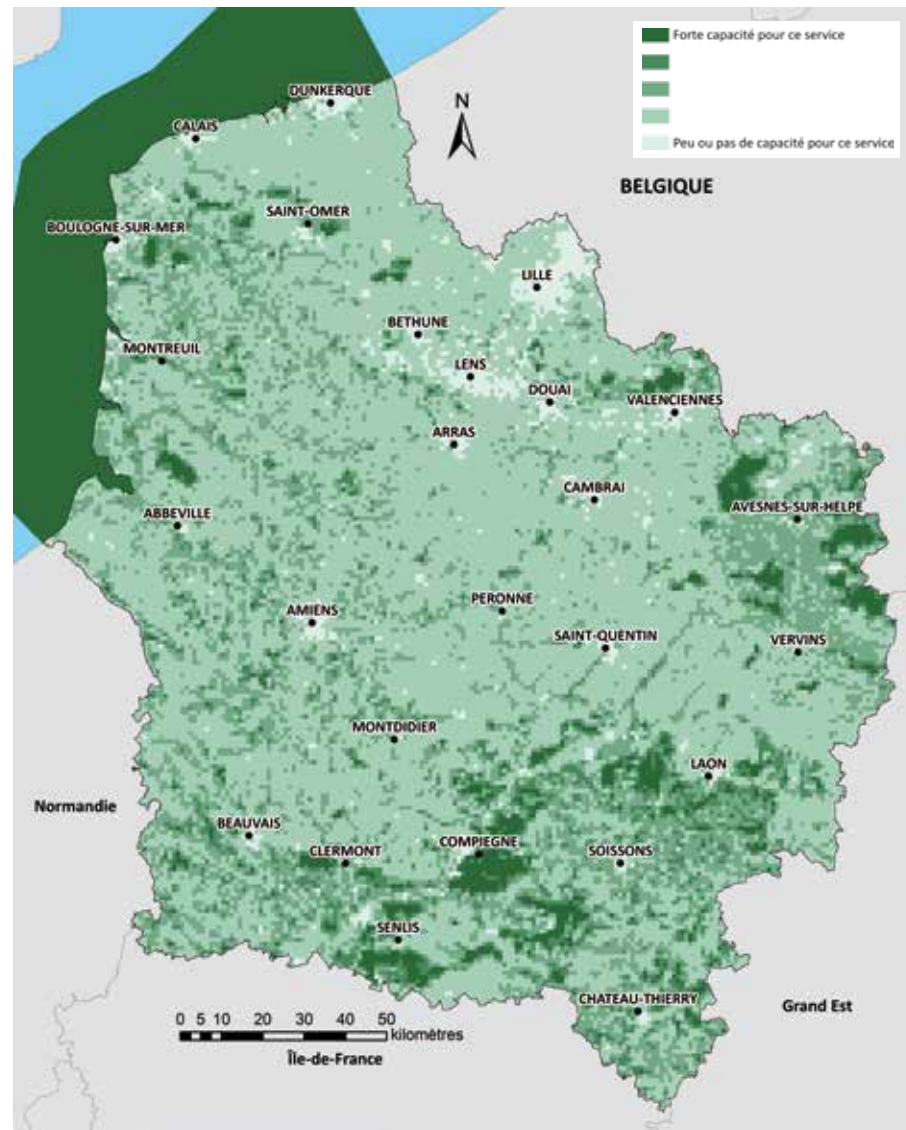 Forte capacité pour ce service
Peu ou pas de capacité pour ce service
DUNKERQUE
N
CALAIS
BELGIQUE
SAINT-OMER
BOULOGNE-SUR-MER
LILLE
BETHUNE
MONTREUIL
LENS
DOUAI
VALENCIENNES
ARRAS
CAMBRAI
AVESNES-SUR-HELPE
ABBEVILLE
PERONNE
AMIENS
SAINT-QUENTIN
VERVINS
MONTDIDIER
LAON
Normandie
BEAUVAIS
CLERMONT
COMPIEGNE
SOISSONS
SENLIS
CHATEAU-THIERRY
Grand Est
0 5 10 20 30 40 50
kilomètres
Île-de-France